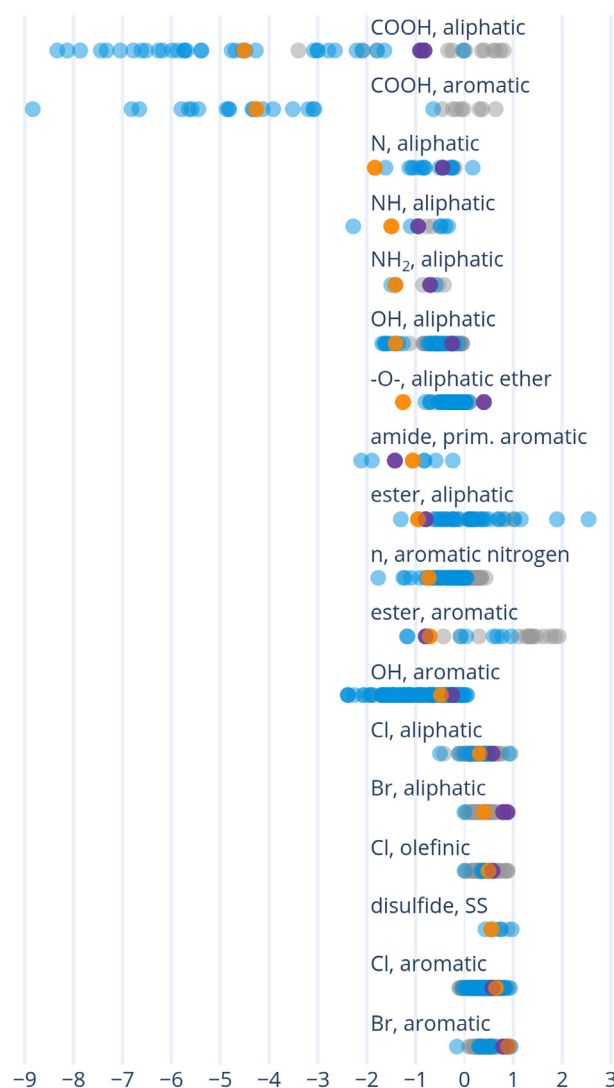 COOH, aliphatic
COOH, aromatic
N, aliphatic
NH, aliphatic
NH₂, aliphatic
OH, aliphatic
-O-, aliphatic ether
amide, prim. aromatic
ester, aliphatic
n, aromatic nitrogen
ester, aromatic
OH, aromatic
Cl, aliphatic
Br, aliphatic
Cl, olefinic
disulfide, SS
Cl, aromatic
Br, aromatic
−9 −8 −7 −6 −5 −4 −3 −2 −1 0 1 2 3